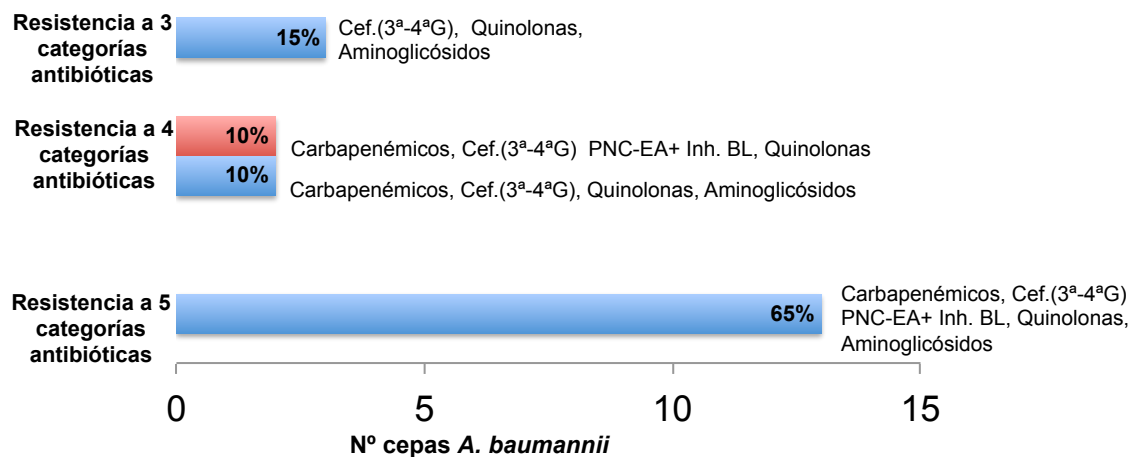 Resistencia a 3
categorías
antibióticas
15%
Cef.(3ª-4ªG), Quinolonas,
Aminoglicósidos
Resistencia a 4
categorías
antibióticas
10%
Carbapenémicos, Cef.(3ª-4ªG) PNC-EA+ Inh. BL, Quinolonas
10%
Carbapenémicos, Cef.(3ª-4ªG), Quinolonas, Aminoglicósidos
Resistencia a 5
categorías
antibióticas
65%
Carbapenémicos, Cef.(3ª-4ªG)
PNC-EA+ Inh. BL, Quinolonas,
Aminoglicósidos
0 5 10 15
Nº cepas A. baumannii